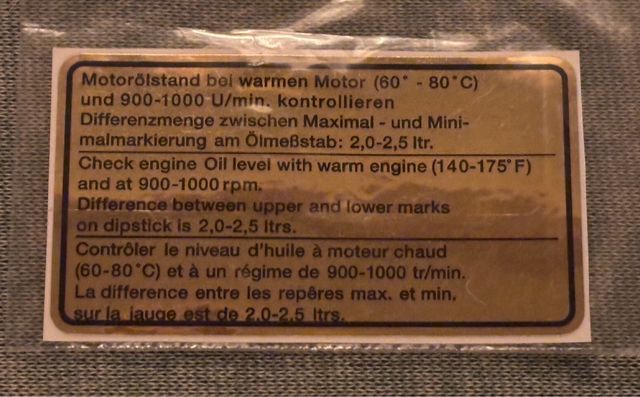 Motorölstand bei warmen Motor (60° - 80°C)
und 900-1000 U/min. kontrollieren
Differenzmenge zwischen Maximal - und Mini-
malmarkierung am Ölmeßstab: 2,0-2,5 ltr.
Check engine Oil level with warm engine (140-175°F)
and at 900-1000 rpm.
Difference between upper and lower marks
on dipstick is 2,0-2,5 ltrs.
Contrôler le niveau d'huile à moteur chaud
(60-80°C) et à un régime de 900-1000 tr/min.
La difference entre les repêres max. et min.
sur la jauge est de 2,0-2,5 ltrs.